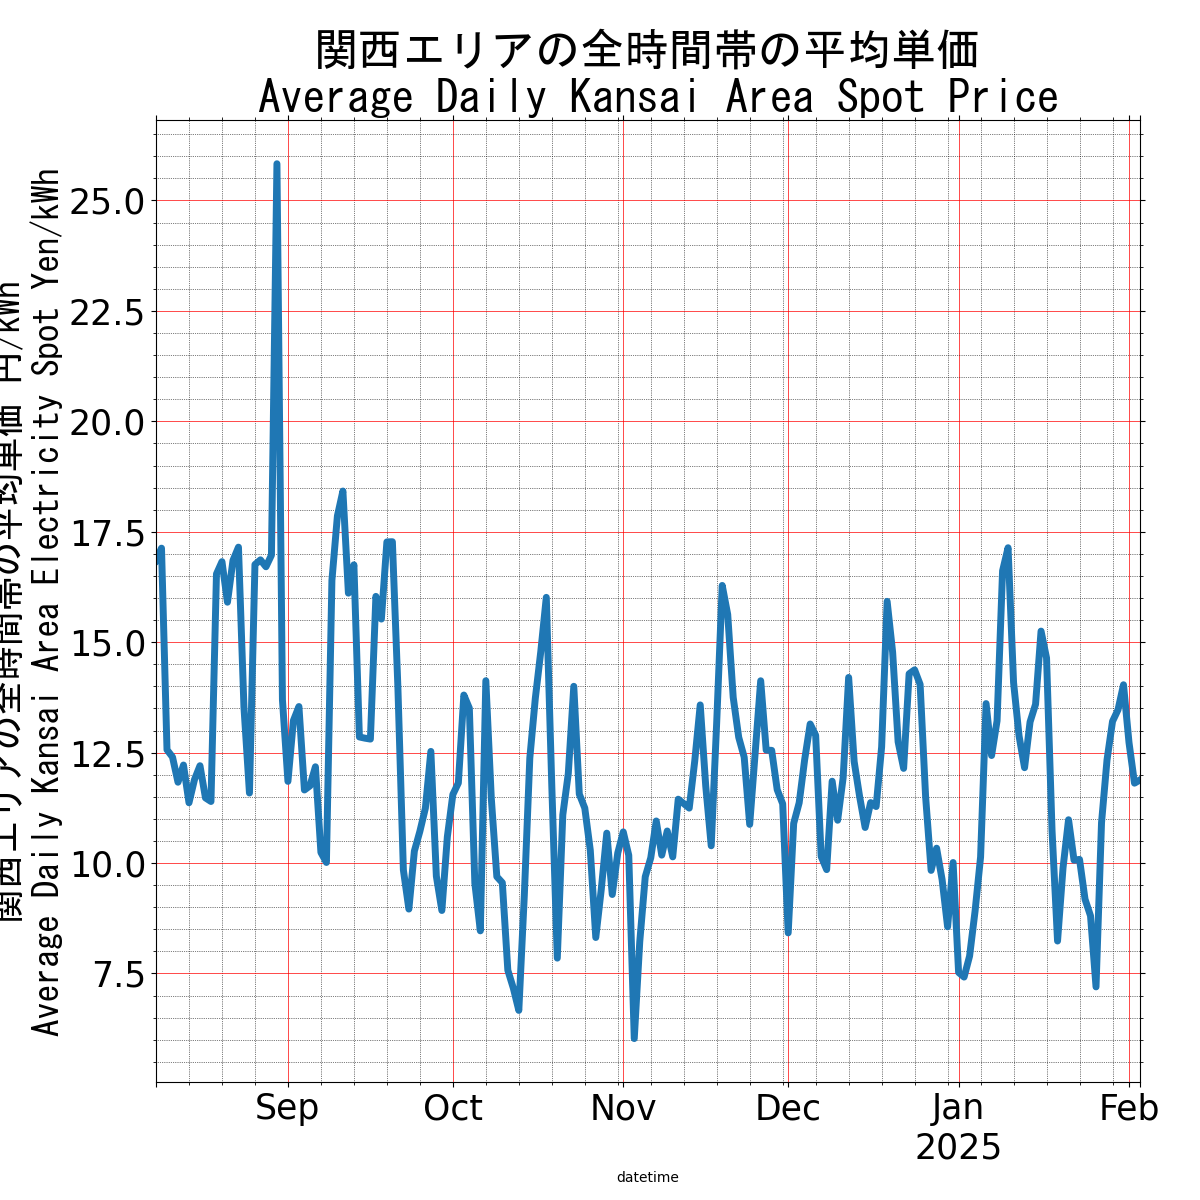 関西エリアの全時間帯の平均単価
Average Daily Kansai Area Spot Price
関西エリアの全時間帯の平均単価 円/kWh
Average Daily Kansai Area Electricity Spot Yen/kWh
25.0
22.5
20.0
17.5
15.0
12.5
10.0
7.5
Sep
Oct
Nov
Dec
Jan
2025
Feb
datetime